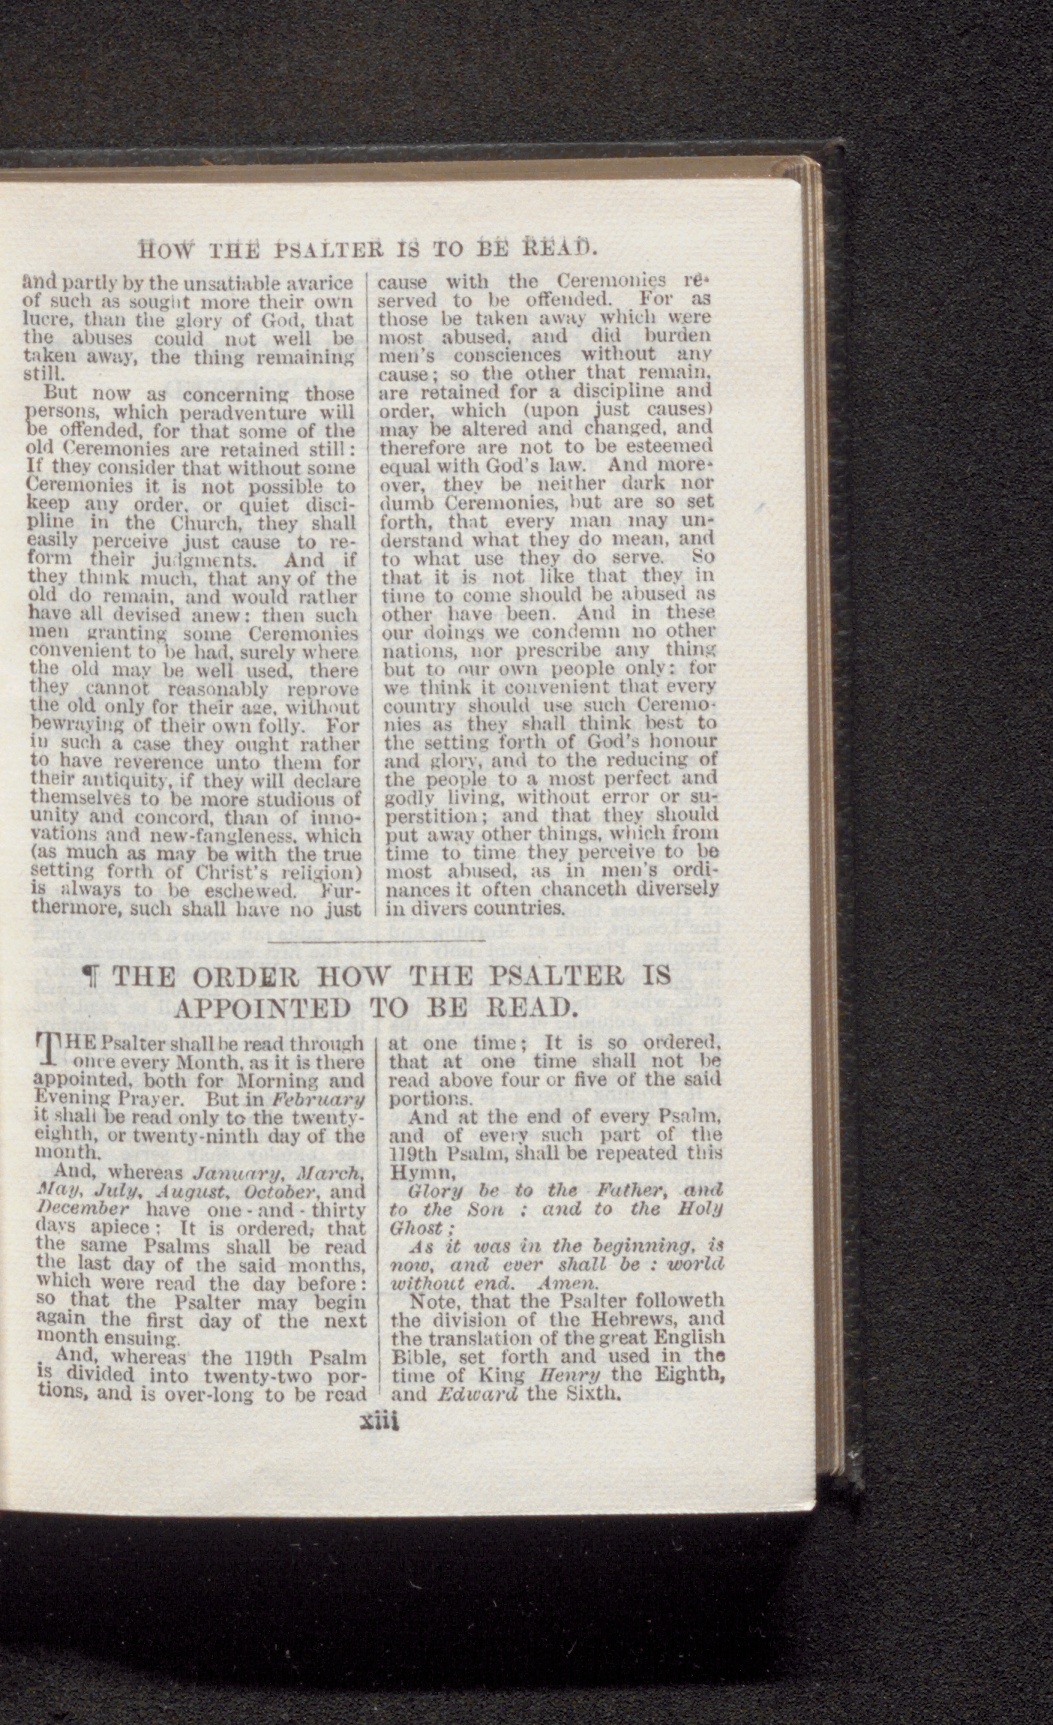 HOW THE PSALTER IS TO BE READ.
and partly by the unsatiable avarice
of such as sought more their own
lucre, than the glory of God, that
the abuses could not well be
taken away, the thing remaining
still.
But now as concerning those
persons, which peradventure will
be offended, for that some of the
old Ceremonies are retained still:
If they consider that without some
Ceremonies it is not possible to
keep any order, or quiet disci-
pline in the Church, they shall
easily perceive just cause to re-
form their judgments. And if
they think much, that any of the
old do remain, and would rather
have all devised anew: then such
men granting some Ceremonies
convenient to be had, surely where
the old may be well used, there
they cannot reasonably reprove
the old only for their age, without
bewraying of their own folly. For
in such a case they ought rather
to have reverence unto them for
their antiquity, if they will declare
themselves to be more studious of
unity and concord, than of inno-
vations and new-fangleness, which
(as much as may be with the true
setting forth of Christ's religion)
is always to be eschewed. Fur-
thermore, such shall have no just
cause with the Ceremonies re-
served to be offended. For as
those be taken away which were
most abused, and did burden
men's consciences without any
cause; so the other that remain,
are retained for a discipline and
order, which (upon just causes)
may be altered and changed, and
therefore are not to be esteemed
equal with God's law. And more-
over, they be neither dark nor
dumb Ceremonies, but are so set
forth, that every man may un-
derstand what they do mean, and
to what use they do serve. So
that it is not like that they in
time to come should be abused as
other have been. And in these
our doings we condemn no other
nations, nor prescribe any thing
but to our own people only: for
we think it convenient that every
country should use such Ceremo-
nies as they shall think best to
the setting forth of God's honour
and glory, and to the reducing of
the people to a most perfect and
godly living, without error or su-
perstition; and that they should
put away other things, which from
time to time they perceive to be
most abused, as in men's ordi-
nances it often chanceth diversely
in divers countries.
¶ THE ORDER HOW THE PSALTER IS
APPOINTED TO BE READ.
THE Psalter shall be read through
once every Month, as it is there
appointed, both for Morning and
Evening Prayer. But in February
it shall be read only to the twenty-
eighth, or twenty-ninth day of the
month.
And, whereas January, March,
May, July, August, October, and
December have one-and-thirty
days apiece; It is ordered, that
the same Psalms shall be read
the last day of the said months,
which were read the day before:
so that the Psalter may begin
again the first day of the next
month ensuing.
And, whereas the 119th Psalm
is divided into twenty-two por-
tions, and is over-long to be read
at one time; It is so ordered,
that at one time shall not be
read above four or five of the said
portions.
And at the end of every Psalm,
and of every such part of the
119th Psalm, shall be repeated this
Hymn,
Glory be to the Father, and
to the Son : and to the Holy
Ghost;
As it was in the beginning, is
now, and ever shall be : world
without end. Amen.
Note, that the Psalter followeth
the division of the Hebrews, and
the translation of the great English
Bible, set forth and used in the
time of King Henry the Eighth,
and Edward the Sixth.
xiii